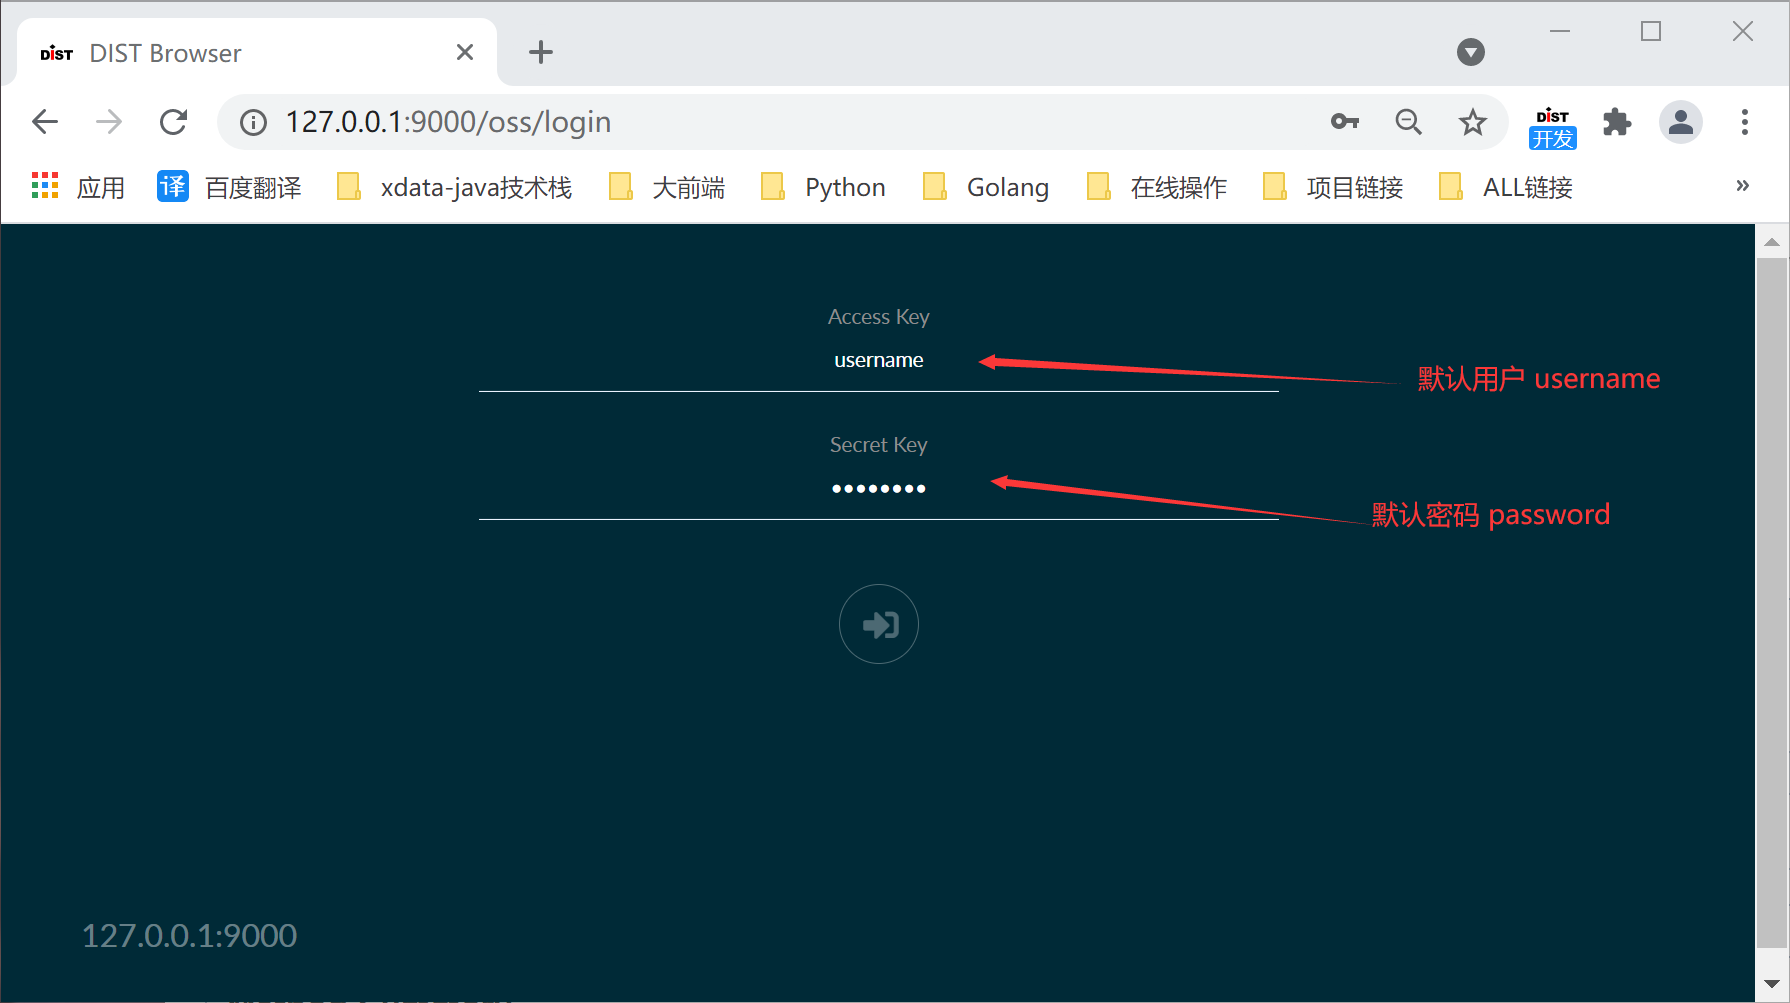 DIST DIST Browser
127.0.0.1:9000/oss/login
DIST
开发
应用 译 百度翻译 xdata-java技术栈 大前端 Python Golang 在线操作 项目链接 ALL链接 »
Access Key
username
默认用户 username
Secret Key
••••••••
默认密码 password
127.0.0.1:9000